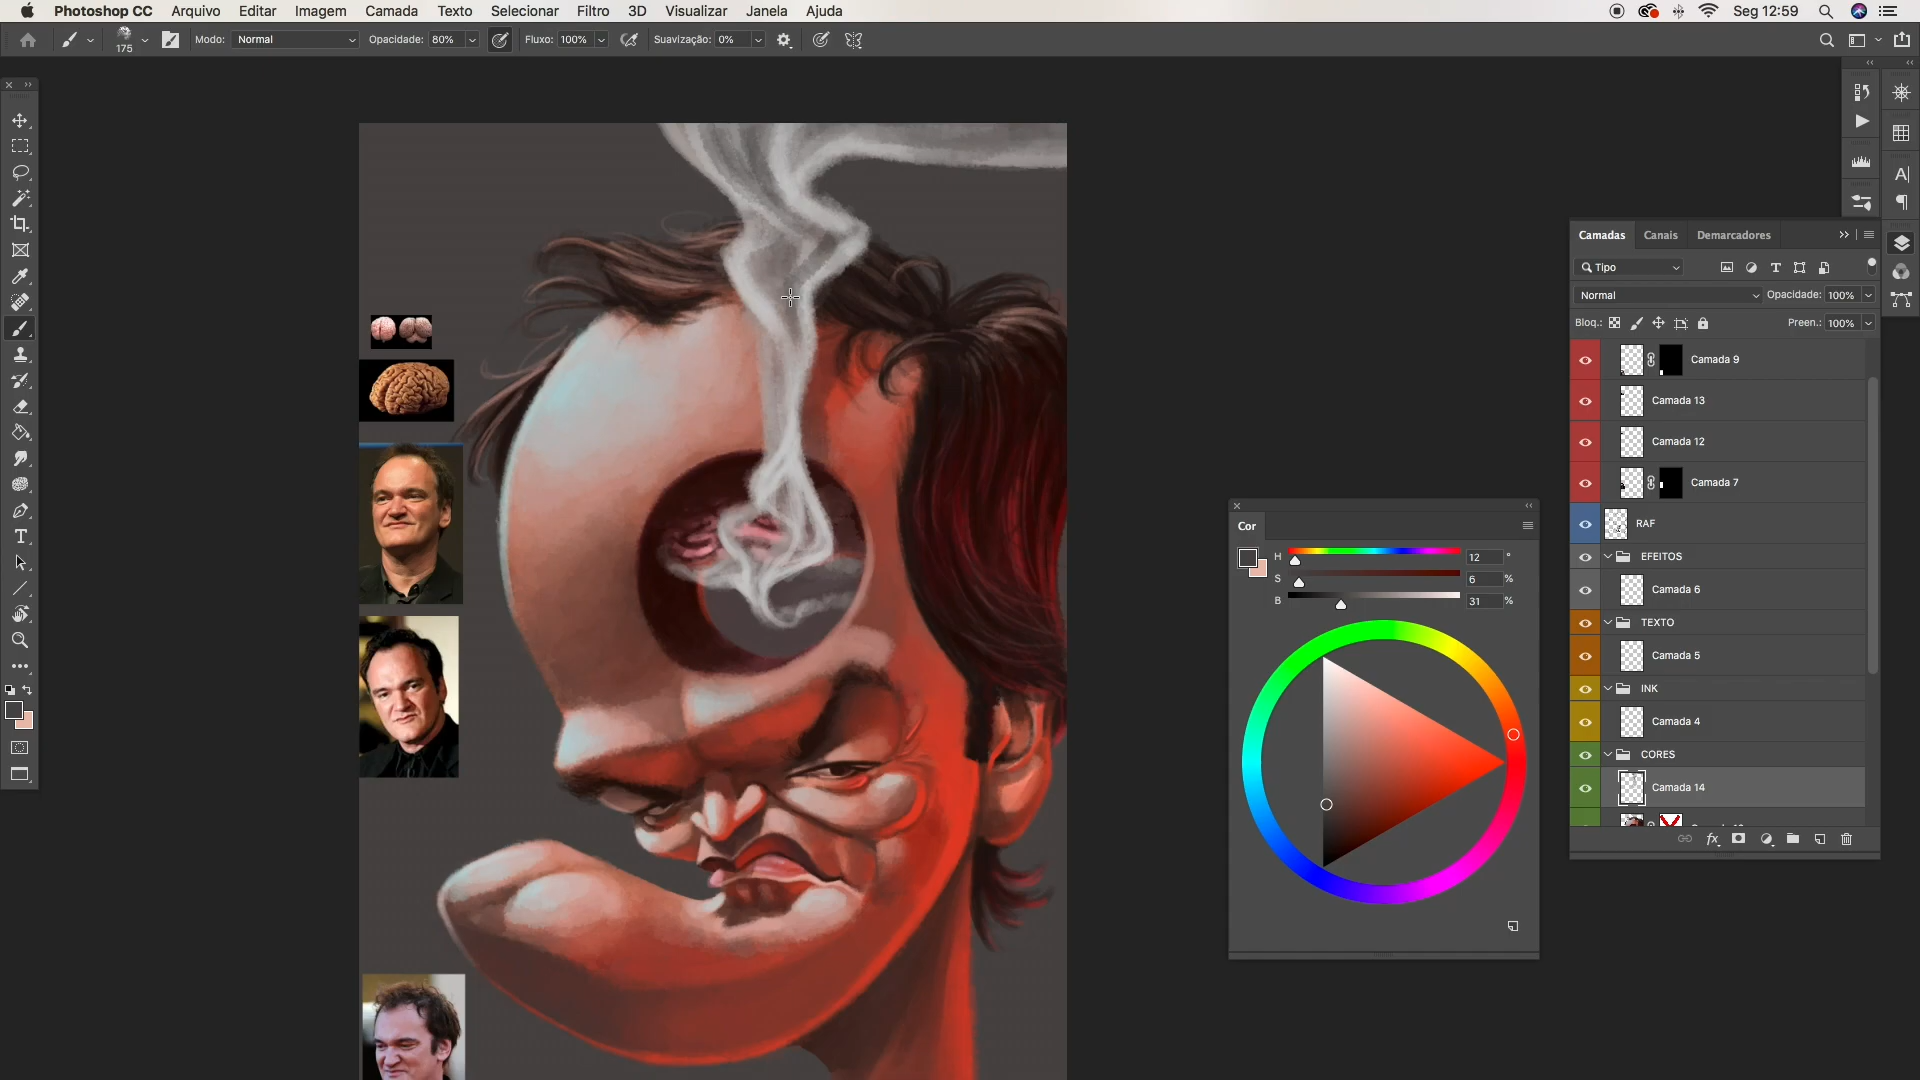 Photoshop CC Arquivo Editar Imagem Camada Texto Selecionar Filtro 3D Visualizar Janela Ajuda Seg 12:59
175 Modo: Normal Opacidade: 80% Fluxo: 100% Suavização: 0%
Camadas Canais Demarcadores
Tipo
Normal Opacidade: 100%
Bloq.: Preen.: 100%
Camada 9
Camada 13
Camada 12
Camada 7
RAF
EFEITOS
Camada 6
TEXTO
Camada 5
INK
Camada 4
CORES
Camada 14
fx
Cor
H 12 °
S 6 %
B 31 %